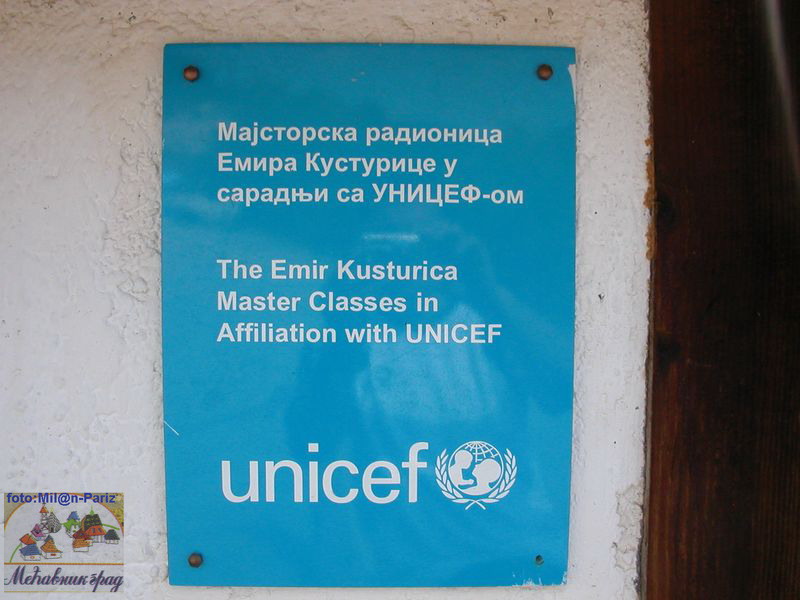 Мајсторска радионица
Емира Кустурице у
сарадњи са УНИЦЕФ-ом
The Emir Kusturica
Master Classes in
Affiliation with UNICEF
unicef
foto:Mil@n-Pariz
Мећавник град